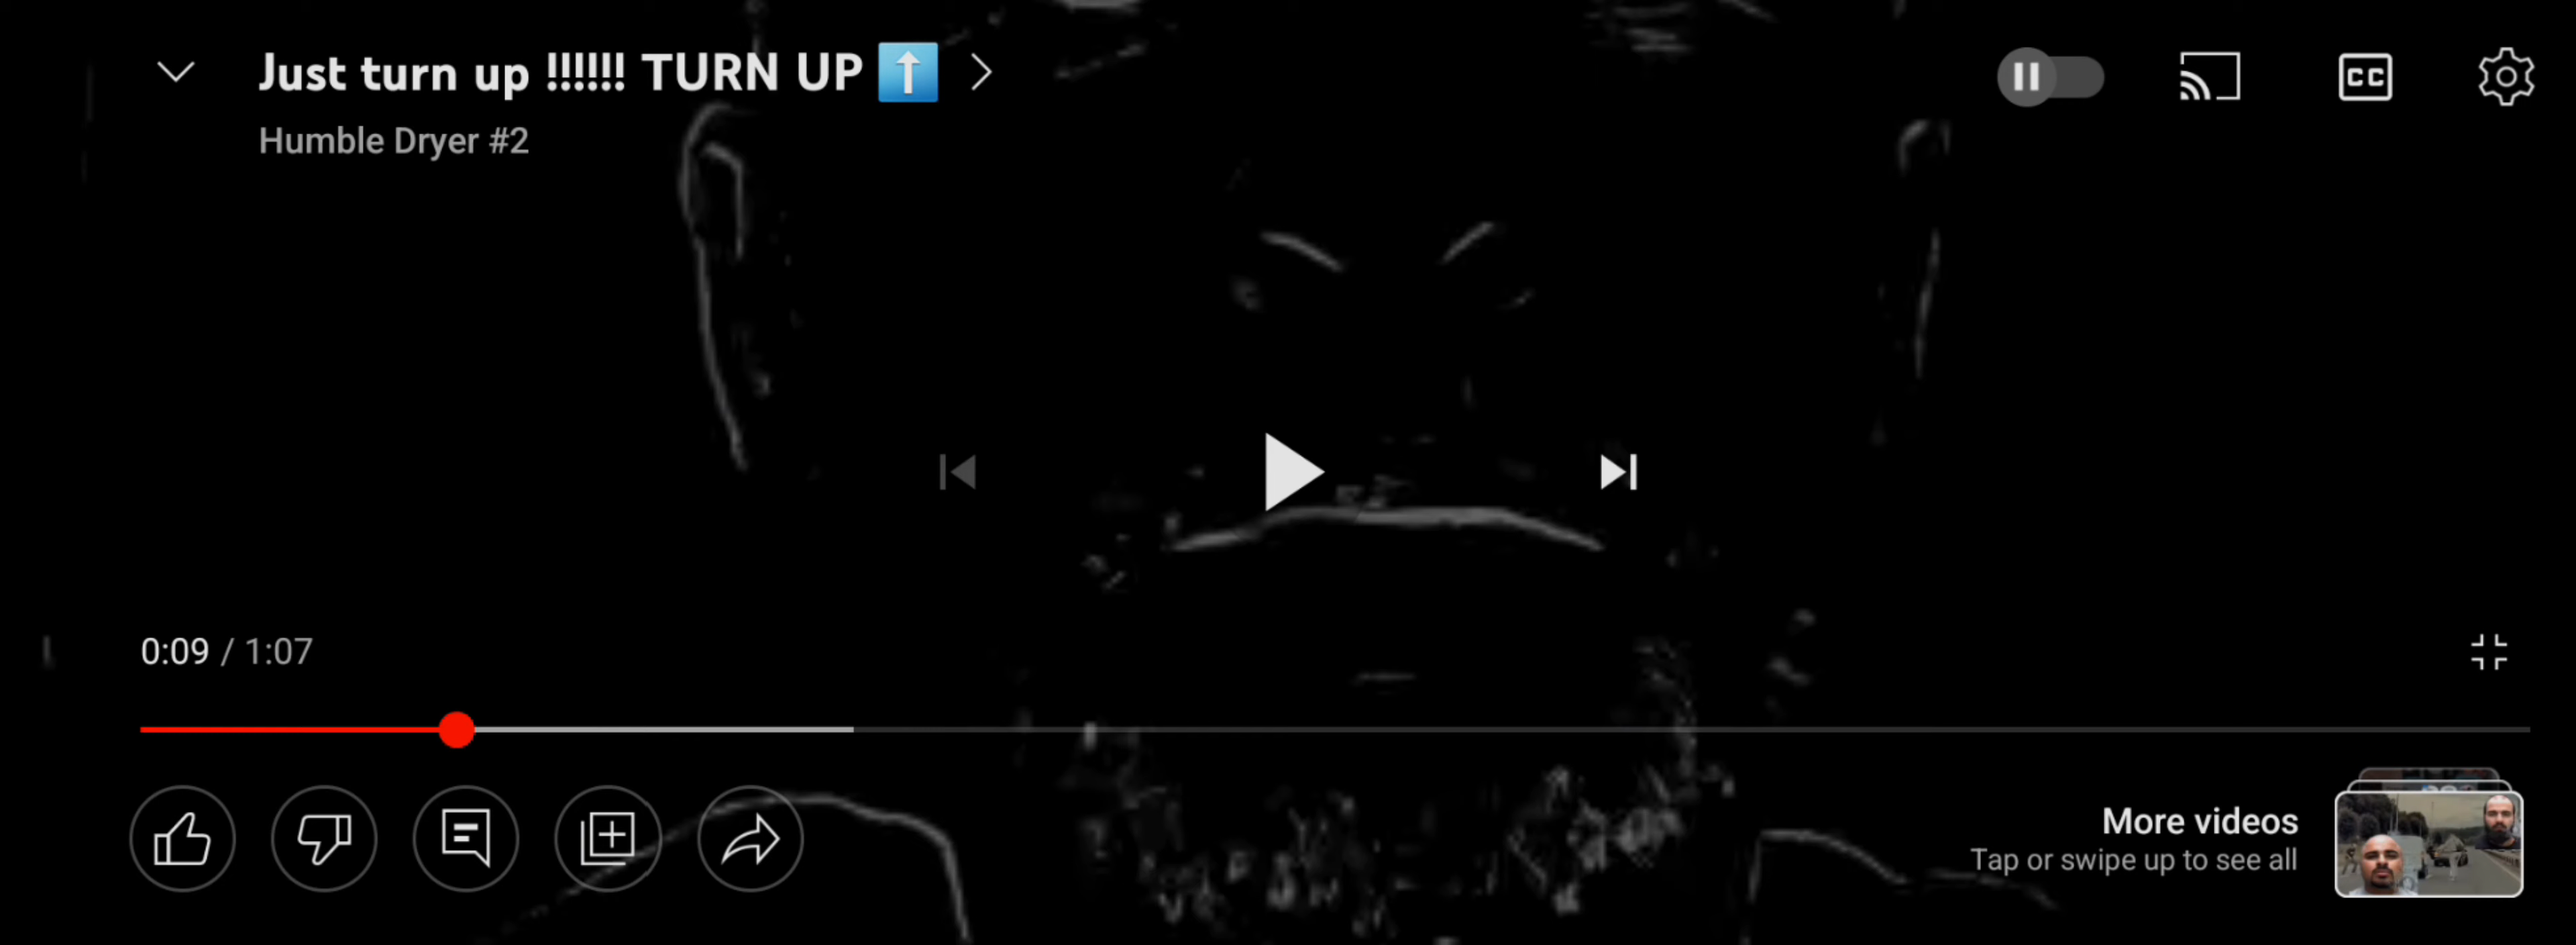 Just turn up !!!!!! TURN UP ⬆️
Humble Dryer #2
CC
0:09 / 1:07
More videos
Tap or swipe up to see all